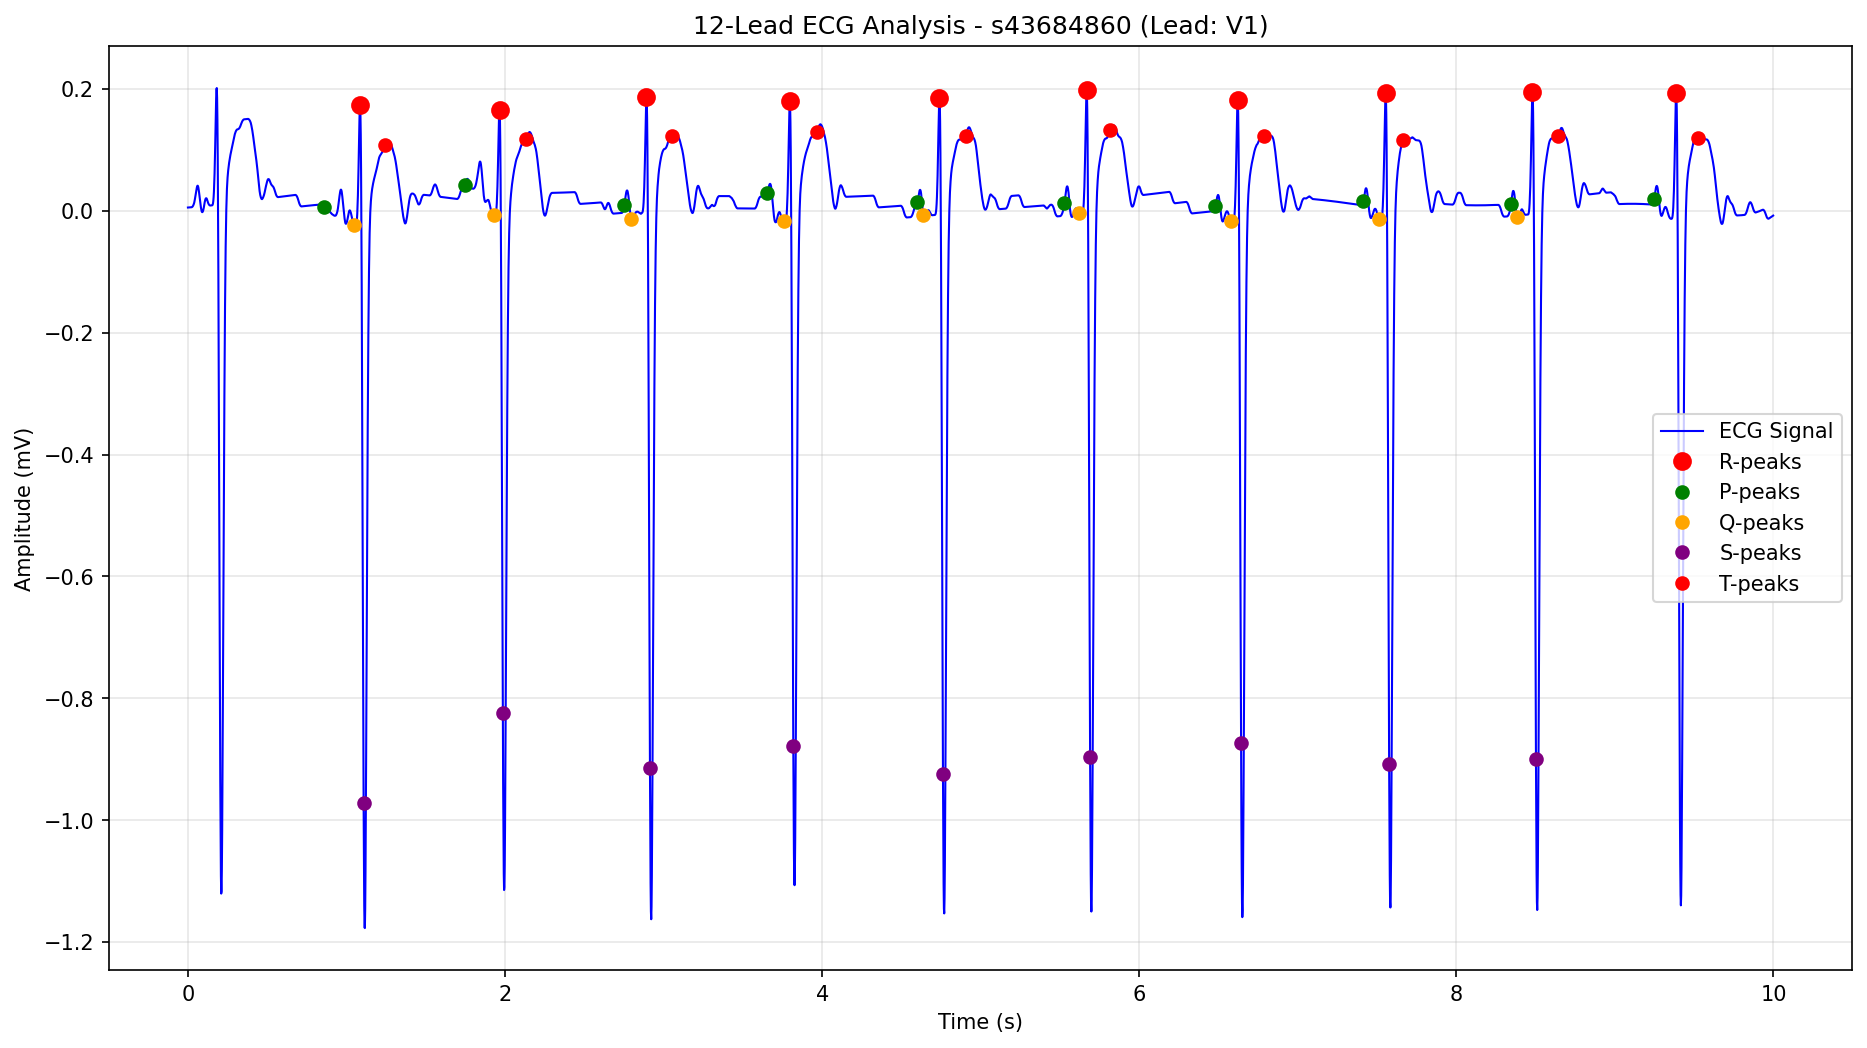 12-Lead ECG Analysis - s43684860 (Lead: V1)
Amplitude (mV)
0.2
0.0
−0.2
−0.4
−0.6
−0.8
−1.0
−1.2
ECG Signal
R-peaks
P-peaks
Q-peaks
S-peaks
T-peaks
0 2 4 6 8 10
Time (s)